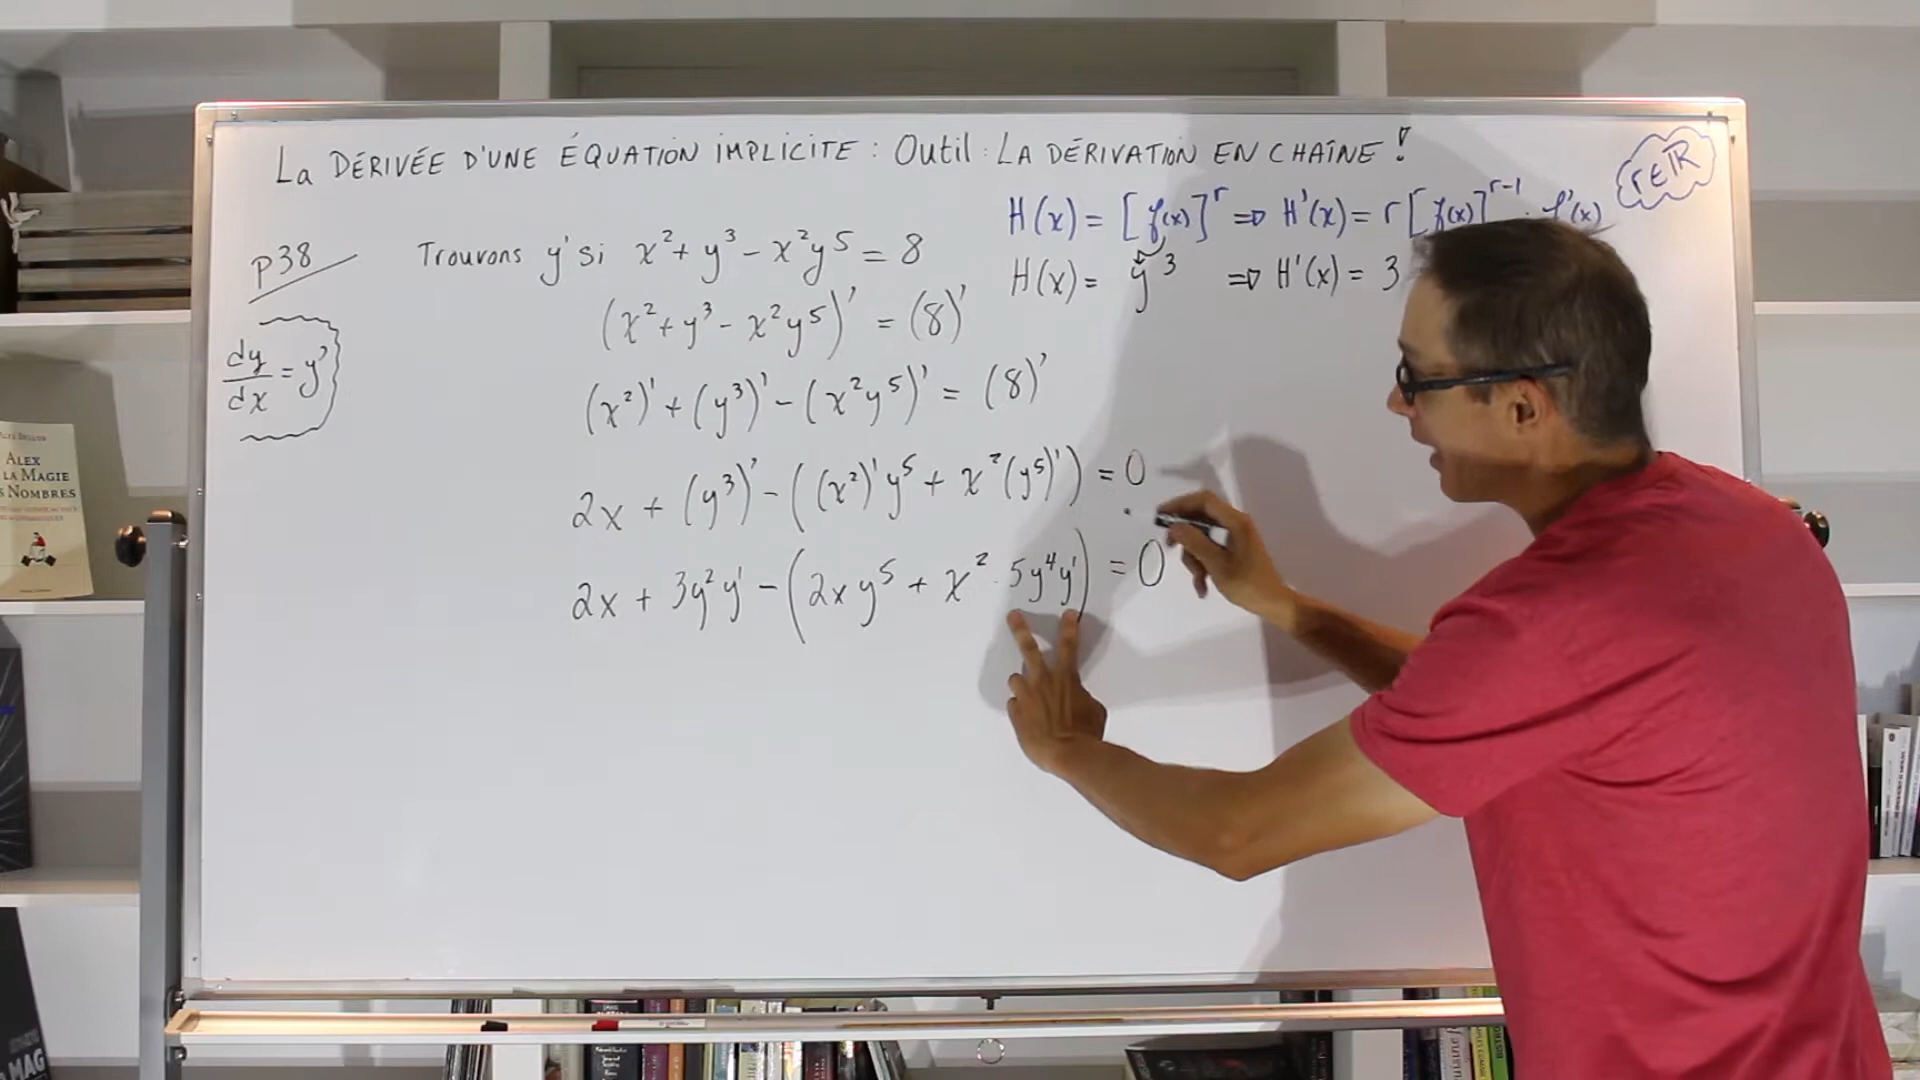 La DÉRIVÉE D'UNE ÉQUATION IMPLICITE : Outil : LA DÉRIVATION EN CHAÎNE !
r∈ℝ
H(x) = [f(x)]^r ⇒ H'(x) = r[f(x)]^{r-1} · f'(x)
H(x) = y^3 ⇒ H'(x) = 3
P38
Trouvons y' si x² + y³ - x²y⁵ = 8
(x² + y³ - x²y⁵)' = (8)'
dy/dx = y'
(x²)' + (y³)' - (x²y⁵)' = (8)'
2x + (y³)' - ((x²)'y⁵ + x²(y⁵)') = 0
2x + 3y²y' - (2xy⁵ + x² · 5y⁴y') = 0
ALEX
LA MAGIE
NOMBRES
MAG